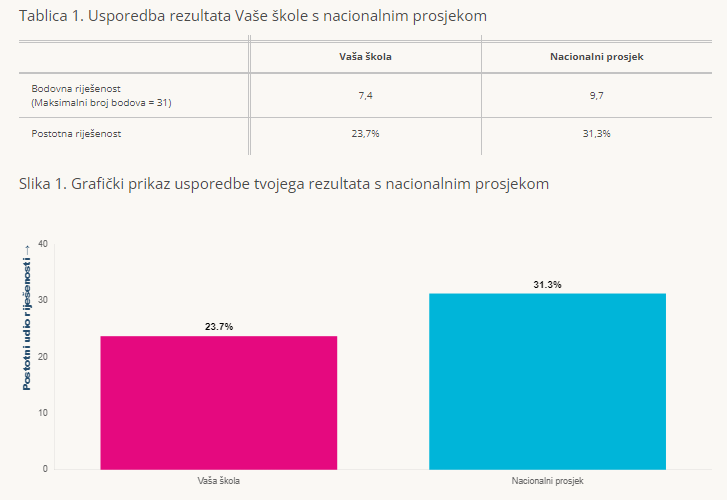 Tablica 1. Usporedba rezultata Vaše škole s nacionalnim prosjekom
Vaša škola
Nacionalni prosjek
Bodovna riješenost
(Maksimalni broj bodova = 31)
7,4
9,7
Postotna riješenost
23,7%
31,3%
Slika 1. Grafički prikaz usporedbe tvojega rezultata s nacionalnim prosjekom
Postotni udio riješenosti →
40
30
20
10
0
23.7%
31.3%
Vaša škola
Nacionalni prosjek